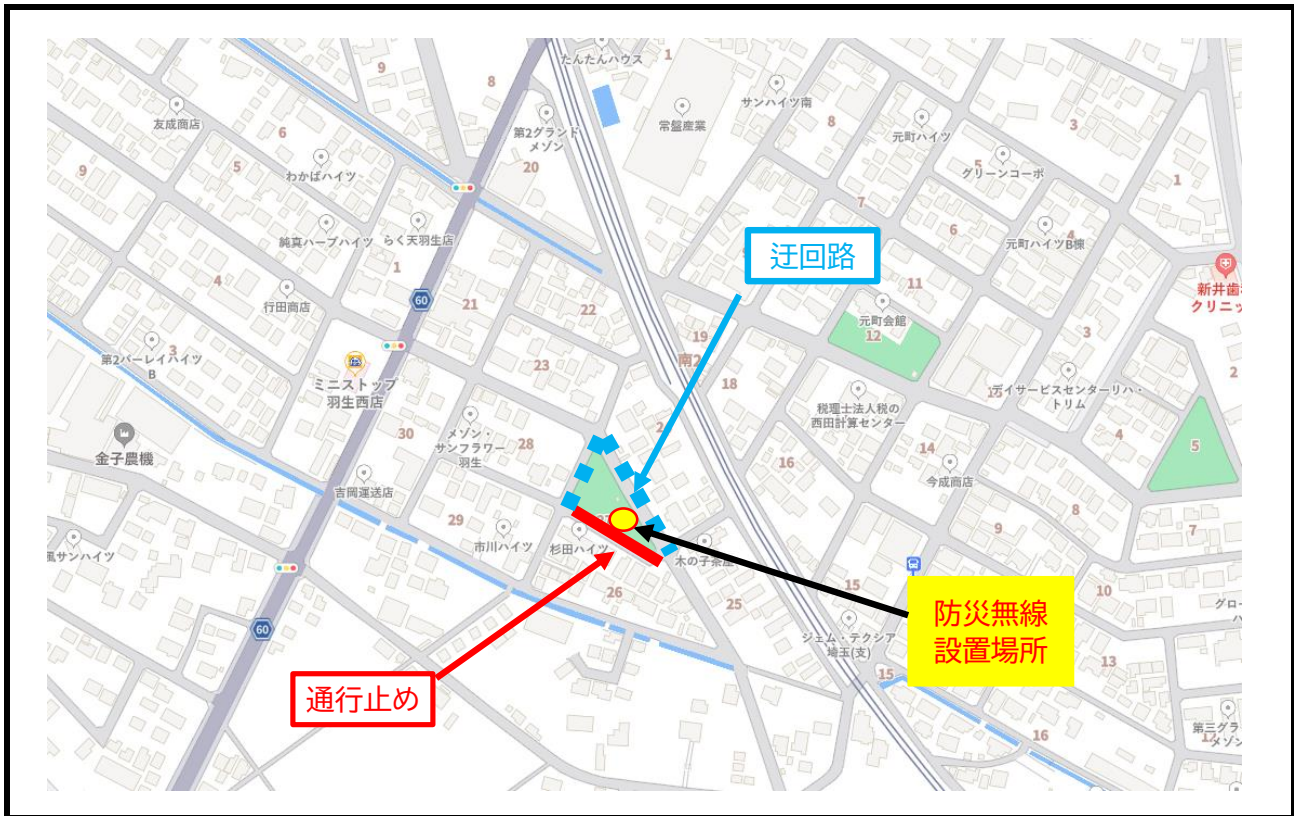 たんたんハウス
1
9
8
サンハイツ南
3
友成商店
常盤産業
8
6
第2グランド
メゾン
元町ハイツ
5
わかばハイツ
20
グリーンコーポ
9
5
1
7
純真ハーブハイツ
らく天羽生店
6
4
元町ハイツB棟
迂回路
1
4
60
21
11
新井歯
クリニッ
行田商店
22
元町会館
12
19
南2
3
第2バーレイハイツ
B
3
23
ミニストップ
羽生西店
18
2
15
デイサービスセンターリハ・
トリム
税理士法人税の
西田計算センター
2
30
メゾン・
サンフラワー
羽生
28
14
4
5
金子農機
16
今成商店
吉岡運送店
8
29
9
7
市川ハイツ
杉田ハイツ
27
木の子茶屋
風サンハイツ
26
25
15
10
防災無線
設置場所
グロー
60
ジェム・テクシア
埼玉(支)
13
15
通行止め
16
第三グラ
メゾン
12